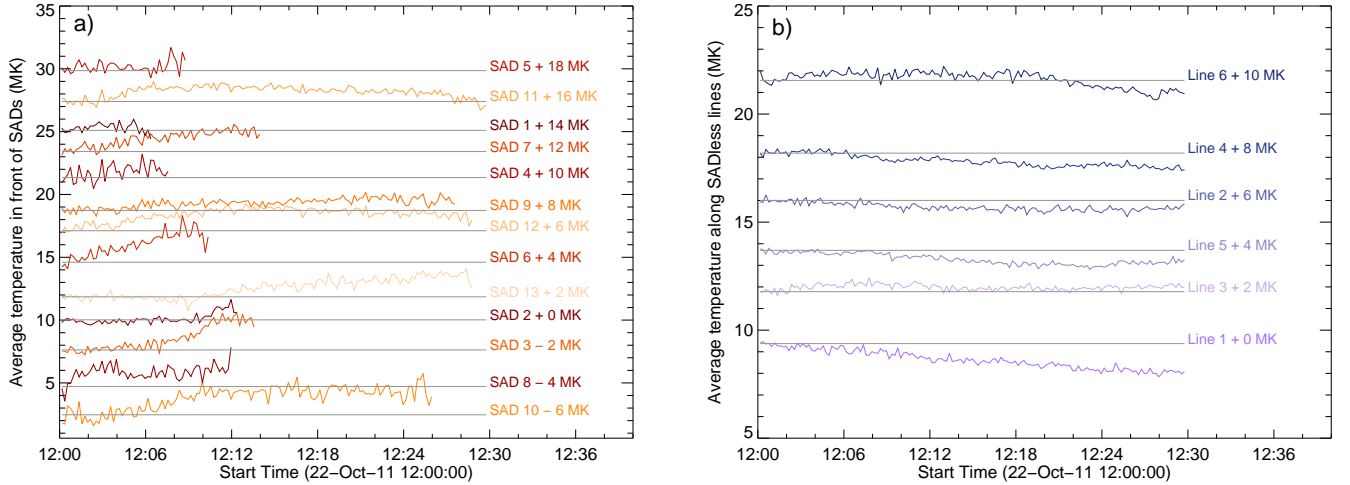 a)
Average temperature in front of SADs (MK)
35
30
25
20
15
10
5
SAD 5 + 18 MK
SAD 11 + 16 MK
SAD 1 + 14 MK
SAD 7 + 12 MK
SAD 4 + 10 MK
SAD 9 + 8 MK
SAD 12 + 6 MK
SAD 6 + 4 MK
SAD 13 + 2 MK
SAD 2 + 0 MK
SAD 3 − 2 MK
SAD 8 − 4 MK
SAD 10 − 6 MK
12:00 12:06 12:12 12:18 12:24 12:30 12:36
Start Time (22−Oct−11 12:00:00)
b)
Average temperature along SADless lines (MK)
25
20
15
10
5
Line 6 + 10 MK
Line 4 + 8 MK
Line 2 + 6 MK
Line 5 + 4 MK
Line 3 + 2 MK
Line 1 + 0 MK
12:00 12:06 12:12 12:18 12:24 12:30 12:36
Start Time (22−Oct−11 12:00:00)